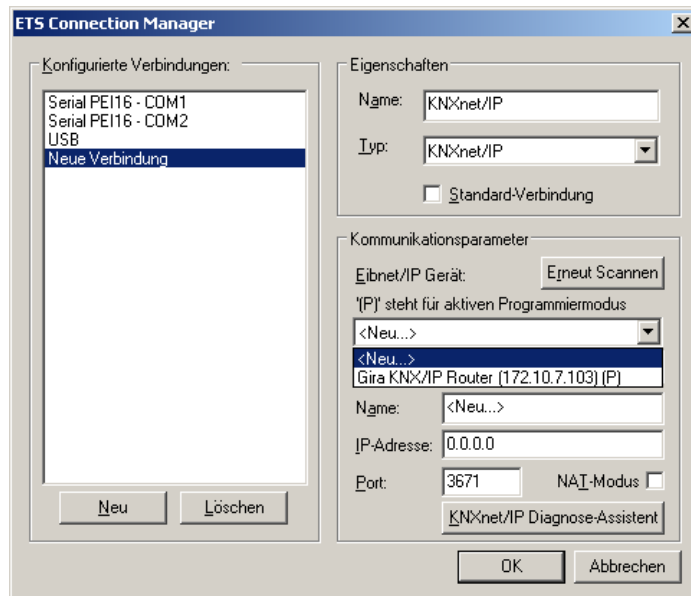 ETS Connection Manager
Konfigurierte Verbindungen:
Serial PEI16 - COM1
Serial PEI16 - COM2
USB
Neue Verbindung
Neu
Löschen
Eigenschaften
Name:
KNXnet/IP
Typ:
KNXnet/IP
Standard-Verbindung
Kommunikationsparameter
Eibnet/IP Gerät:
Erneut Scannen
'(P)' steht für aktiven Programmiermodus
<Neu...>
<Neu...>
Gira KNX/IP Router (172.10.7.103) (P)
Name:
<Neu...>
IP-Adresse:
0.0.0.0
Port:
3671
NAT-Modus
KNXnet/IP Diagnose-Assistent
OK
Abbrechen